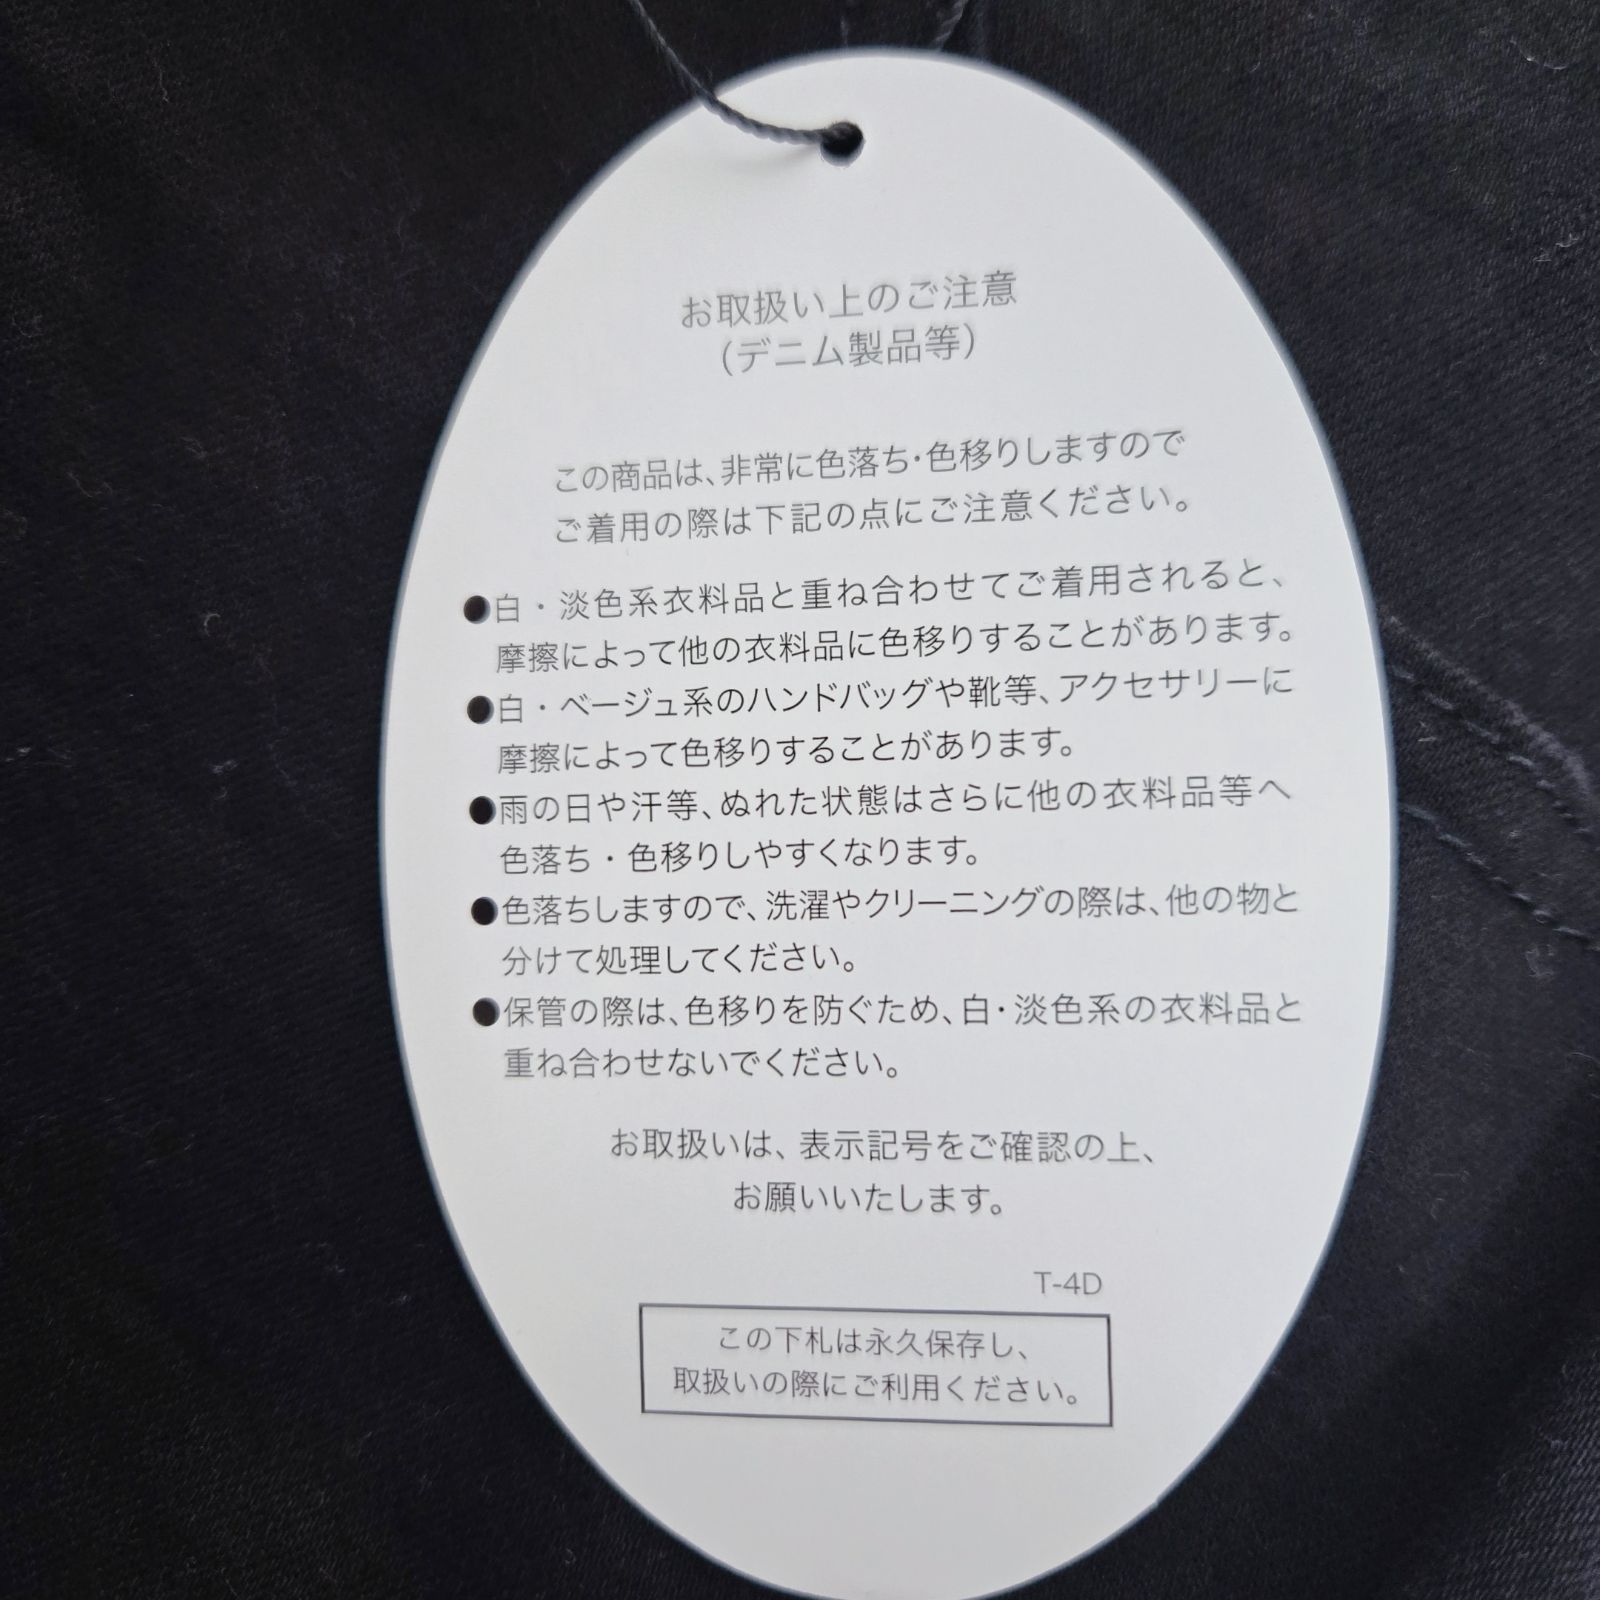 お取扱い上のご注意
(デニム製品等)
この商品は、非常に色落ち・色移りしますので
ご着用の際は下記の点にご注意ください。
●白・淡色系衣料品と重ね合わせてご着用されると、
摩擦によって他の衣料品に色移りすることがあります。
●白・ベージュ系のハンドバッグや靴等、アクセサリーに
摩擦によって色移りすることがあります。
●雨の日や汗等、ぬれた状態はさらに他の衣料品等へ
色落ち・色移りしやすくなります。
●色落ちしますので、洗濯やクリーニングの際は、他の物と
分けて処理してください。
●保管の際は、色移りを防ぐため、白・淡色系の衣料品と
重ね合わせないでください。
お取扱いは、表示記号をご確認の上、
お願いいたします。
T-4D
この下札は永久保存し、
取扱いの際にご利用ください。